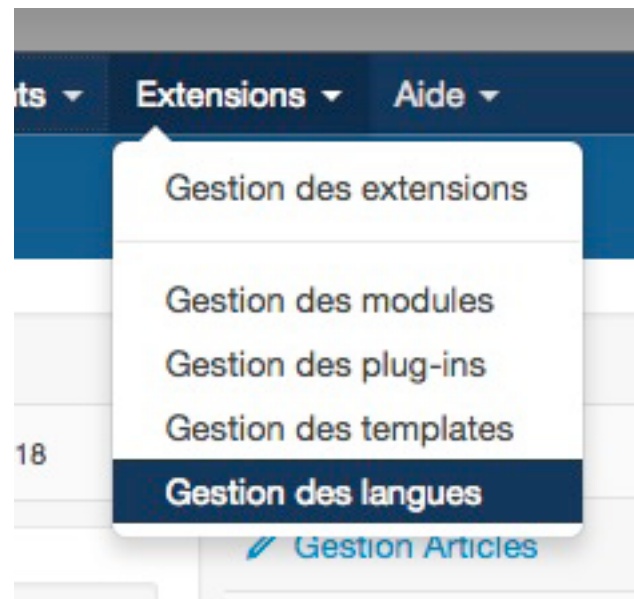 Extensions Aide
Gestion des extensions
Gestion des modules
Gestion des plug-ins
Gestion des templates
18
Gestion des langues
Gestion Articles